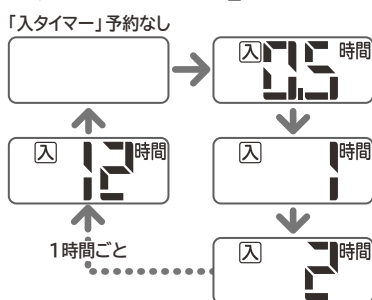 「入タイマー」予約なし
入 0.5 時間
入 12 時間
入 1 時間
1時間ごと
入 2 時間